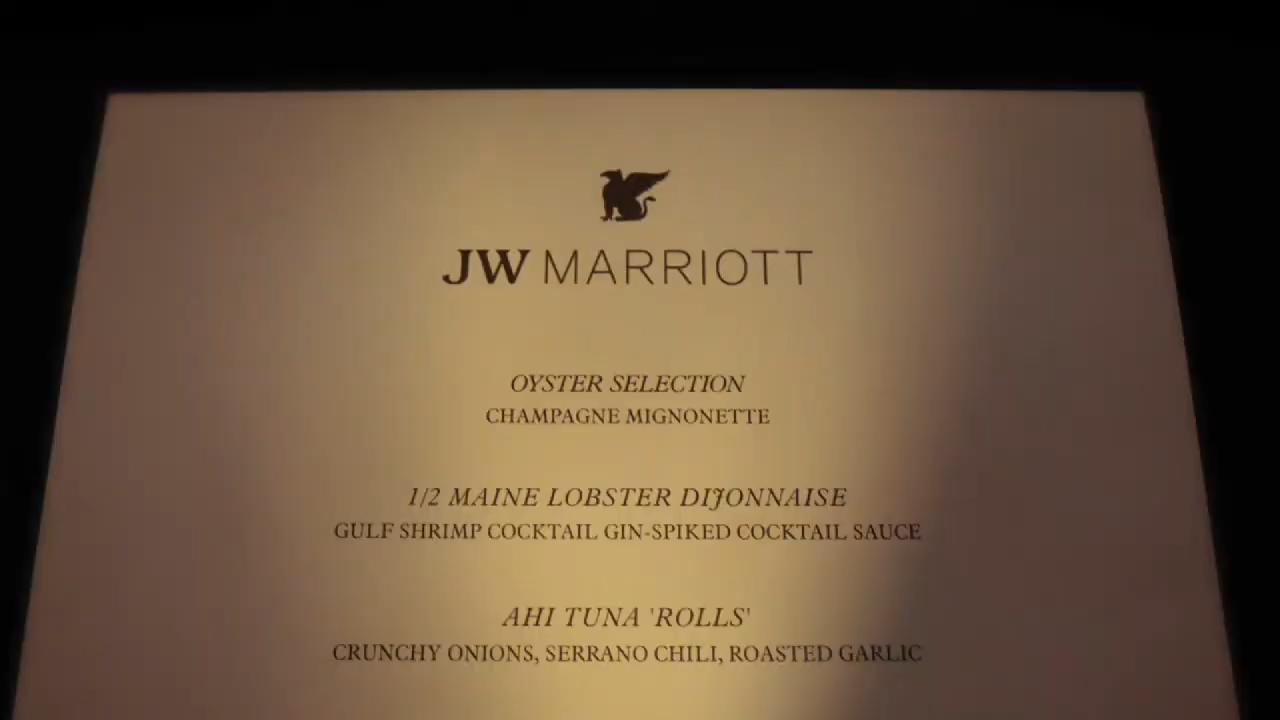 JW MARRIOTT
OYSTER SELECTION
CHAMPAGNE MIGNONETTE
1/2 MAINE LOBSTER DIJONNAISE
GULF SHRIMP COCKTAIL GIN-SPIKED COCKTAIL SAUCE
AHI TUNA 'ROLLS'
CRUNCHY ONIONS, SERRANO CHILI, ROASTED GARLIC